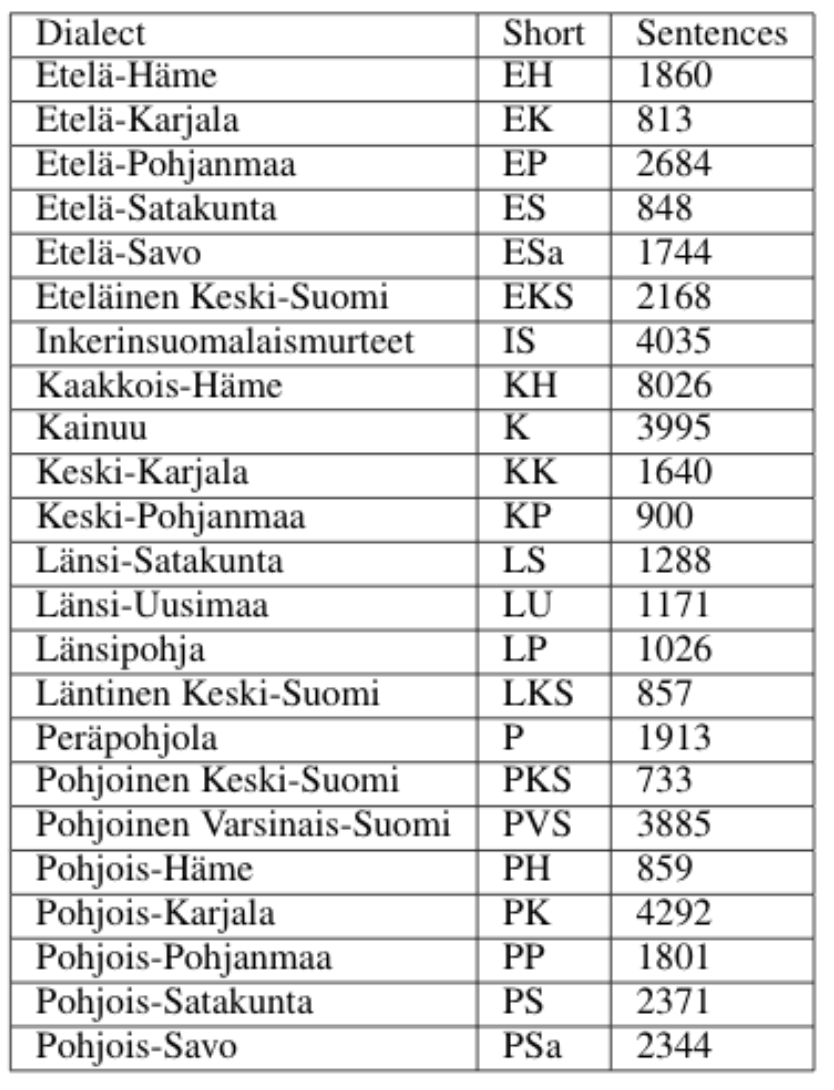 Dialect Short Sentences
Etelä-Häme EH 1860
Etelä-Karjala EK 813
Etelä-Pohjanmaa EP 2684
Etelä-Satakunta ES 848
Etelä-Savo ESa 1744
Eteläinen Keski-Suomi EKS 2168
Inkerinsuomalaismurteet IS 4035
Kaakkois-Häme KH 8026
Kainuu K 3995
Keski-Karjala KK 1640
Keski-Pohjanmaa KP 900
Länsi-Satakunta LS 1288
Länsi-Uusimaa LU 1171
Länsipohja LP 1026
Läntinen Keski-Suomi LKS 857
Peräpohjola P 1913
Pohjoinen Keski-Suomi PKS 733
Pohjoinen Varsinais-Suomi PVS 3885
Pohjois-Häme PH 859
Pohjois-Karjala PK 4292
Pohjois-Pohjanmaa PP 1801
Pohjois-Satakunta PS 2371
Pohjois-Savo PSa 2344